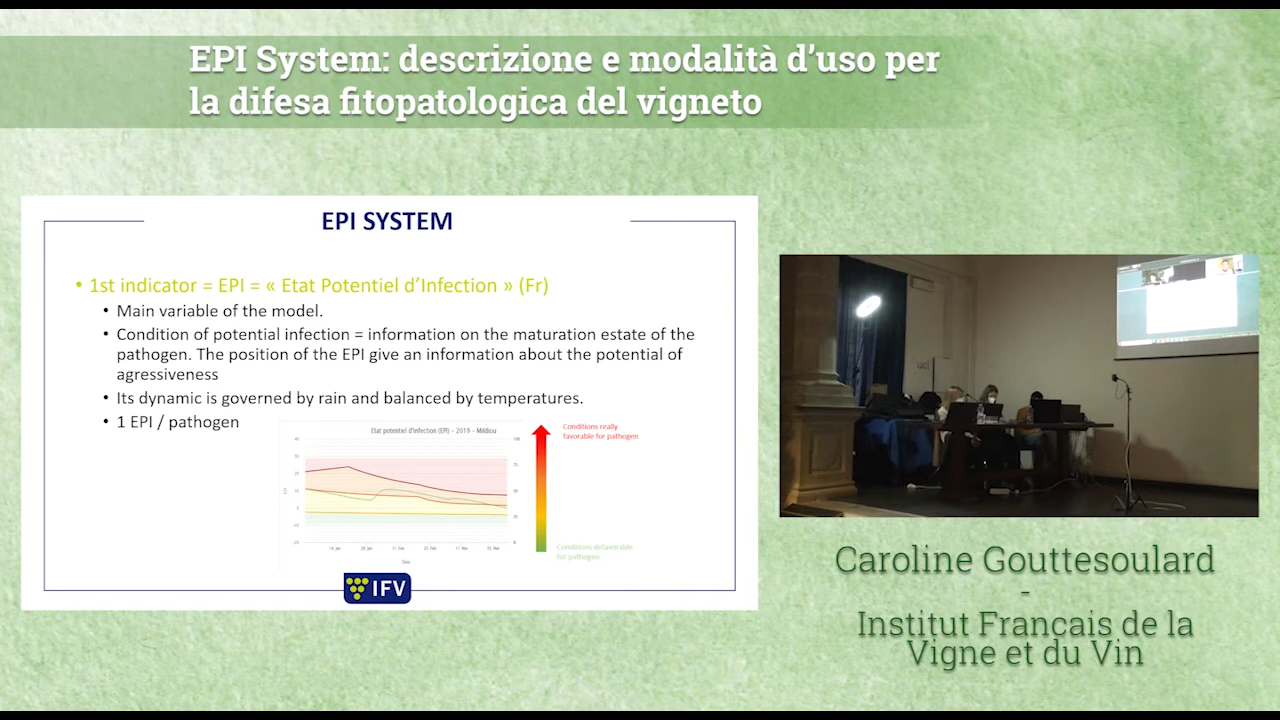 EPI System: descrizione e modalità d'uso per
la difesa fitopatologica del vigneto
EPI SYSTEM
• 1st indicator = EPI = « Etat Potentiel d'Infection » (Fr)
• Main variable of the model.
• Condition of potential infection = information on the maturation estate of the
pathogen. The position of the EPI give an information about the potential of
agressiveness
• Its dynamic is governed by rain and balanced by temperatures.
• 1 EPI / pathogen
Etat potentiel d'infection (EPI) - 2019 - Mildiou
Conditions really
favorable for pathogen
Conditions defavorable
for pathogen
Date
IFV
Caroline Gouttesoulard
-
Institut Francais de la
Vigne et du Vin